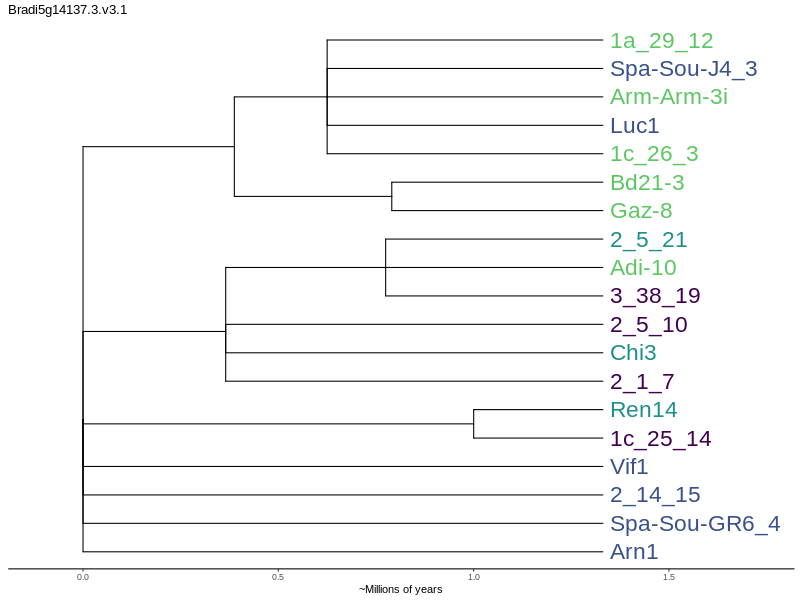 Bradi5g14137.3.v3.1
1a_29_12
Spa-Sou-J4_3
Arm-Arm-3i
Luc1
1c_26_3
Bd21-3
Gaz-8
2_5_21
Adi-10
3_38_19
2_5_10
Chi3
2_1_7
Ren14
1c_25_14
Vif1
2_14_15
Spa-Sou-GR6_4
Arn1
0.0 0.5 1.0 1.5
~Millions of years